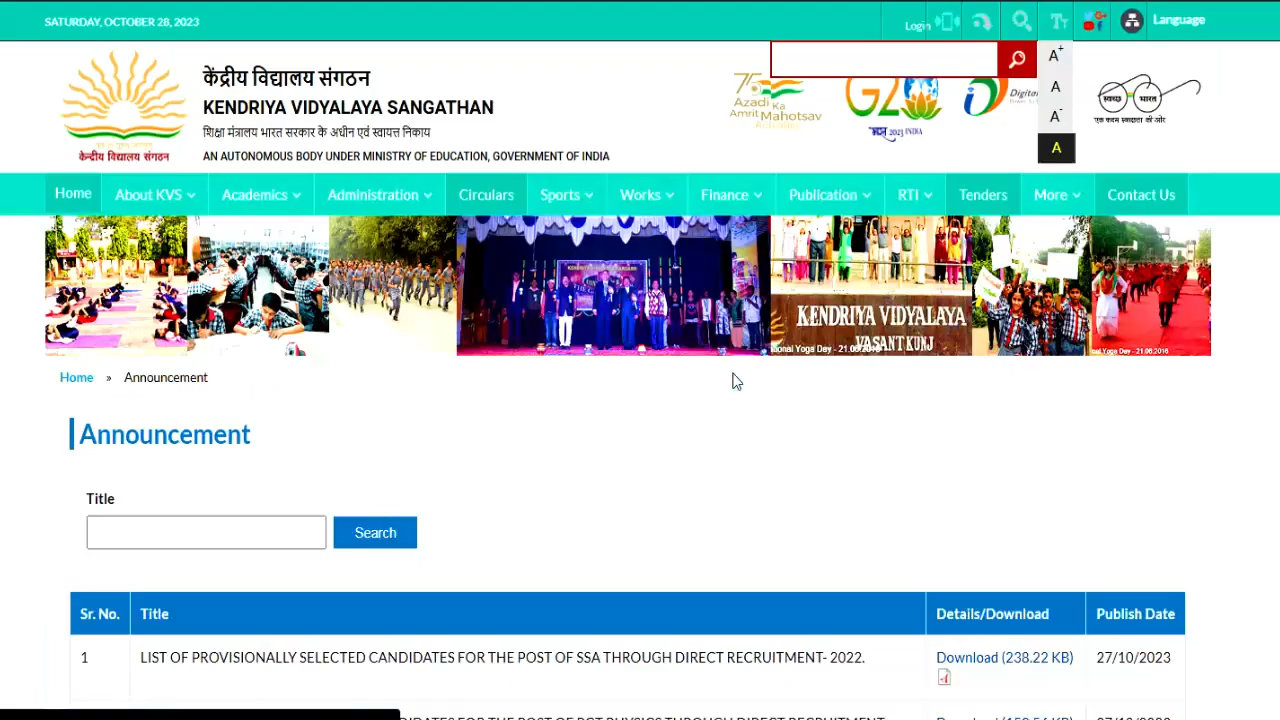 SATURDAY, OCTOBER 28, 2023
Login
Language
केंद्रीय विद्यालय संगठन
KENDRIYA VIDYALAYA SANGATHAN
शिक्षा मंत्रालय भारत सरकार के अधीन एवं स्वायत्त निकाय
AN AUTONOMOUS BODY UNDER MINISTRY OF EDUCATION, GOVERNMENT OF INDIA
केन्द्रीय विद्यालय संगठन
75
Azadi Ka
Amrit Mahotsav
G20
2023 INDIA
A+
A
A-
A
स्वच्छ भारत
एक कदम स्वच्छता की ओर
Home
About KVS
Academics
Administration
Circulars
Sports
Works
Finance
Publication
RTI
Tenders
More
Contact Us
KENDRIYA VIDYALAYA
VASANT KUNJ
Home » Announcement
Announcement
Title
Search
Sr. No. Title Details/Download Publish Date
1 LIST OF PROVISIONALLY SELECTED CANDIDATES FOR THE POST OF SSA THROUGH DIRECT RECRUITMENT- 2022. Download (238.22 KB) 27/10/2023